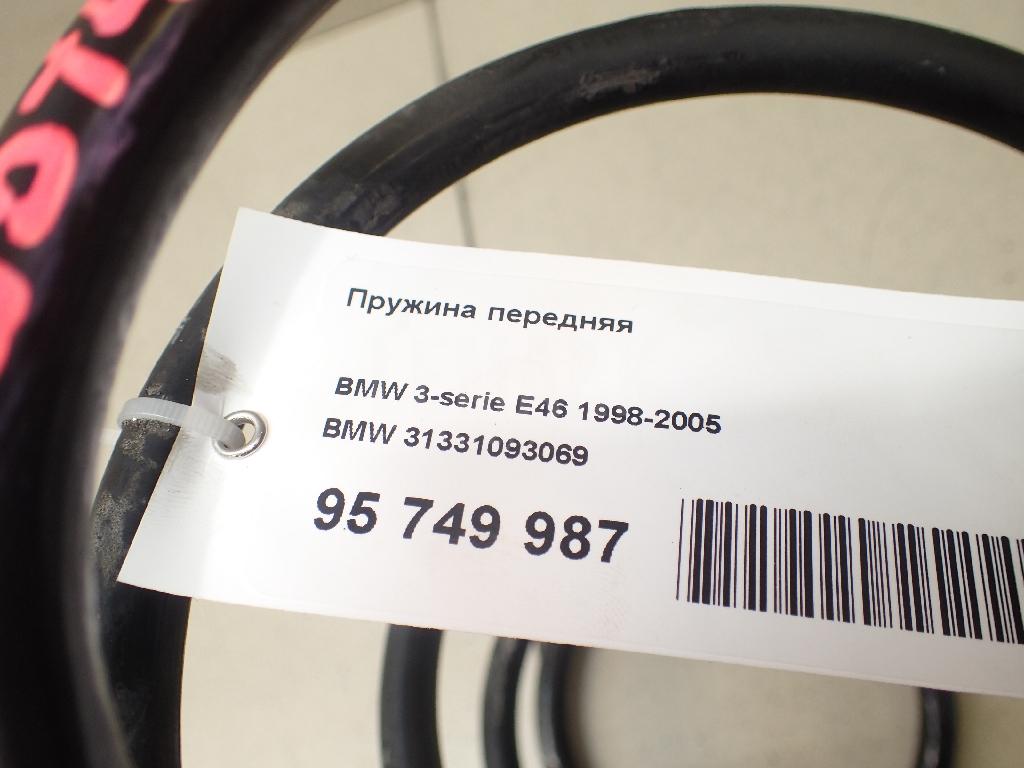 Пружина передняя
BMW 3-serie E46 1998-2005
BMW 31331093069
95 749 987